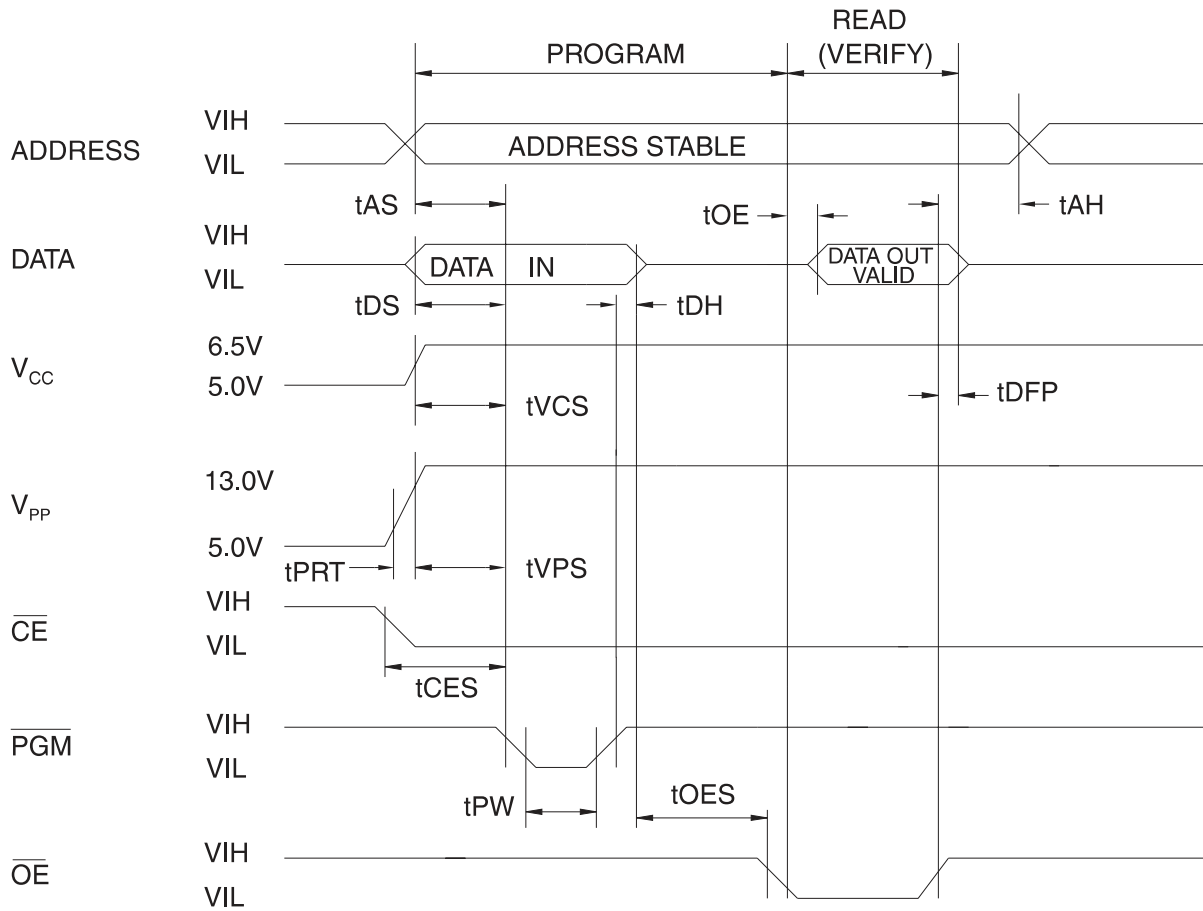 READ
PROGRAM (VERIFY)
ADDRESS VIH
VIL ADDRESS STABLE
tAS tOE tAH
DATA VIH
VIL DATA IN DATA OUT
VALID
tDS tDH
VCC 6.5V
5.0V
tVCS tDFP
VPP 13.0V
5.0V
tPRT tVPS
CE VIH
VIL
tCES
PGM VIH
VIL
tPW tOES
OE VIH
VIL